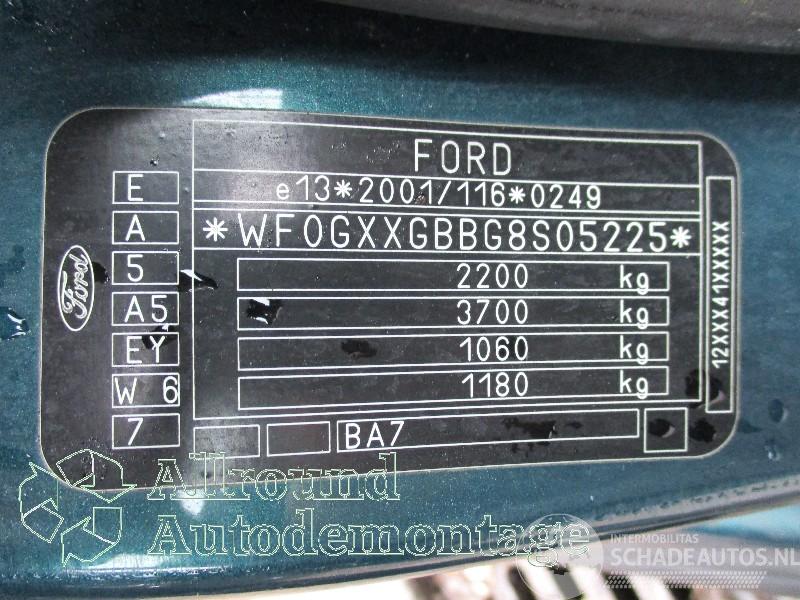 FORD
e13*2001/116*0249
*WF0GXXGBBG8S05225*
2200 kg
3700 kg
1060 kg
1180 kg
BA7
E
A
5
A5
EY
W 6
7
Ford
12XXX41XXXXX
Allround
Autodemontage
INTERMOBILITAS
SCHADEAUTOS.NL